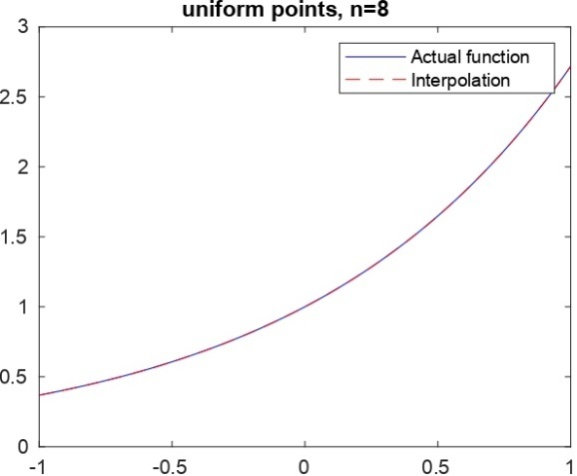 uniform points, n=8
3
2.5
2
1.5
1
0.5
0
Actual function
Interpolation
-1 -0.5 0 0.5 1